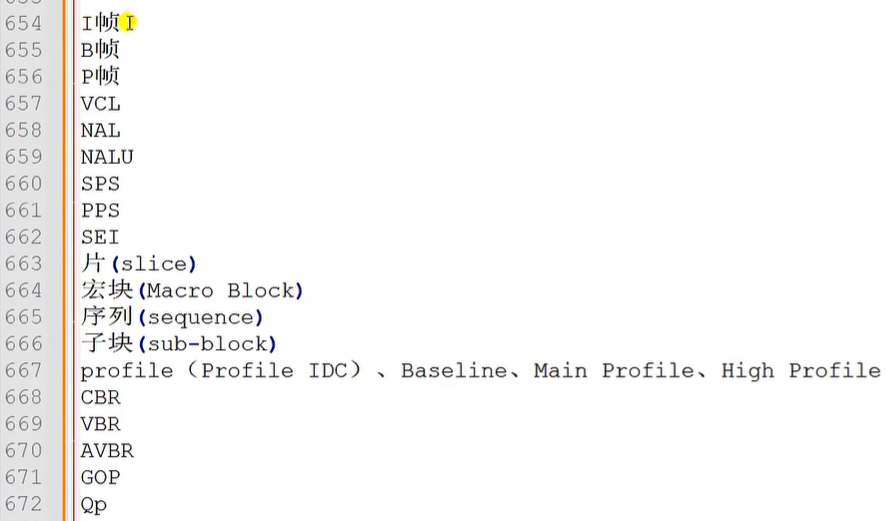 654 I帧
655 B帧
656 P帧
657 VCL
658 NAL
659 NALU
660 SPS
661 PPS
662 SEI
663 片(slice)
664 宏块(Macro Block)
665 序列(sequence)
666 子块(sub-block)
667 profile（Profile IDC）、Baseline、Main Profile、High Profile
668 CBR
669 VBR
670 AVBR
671 GOP
672 Qp